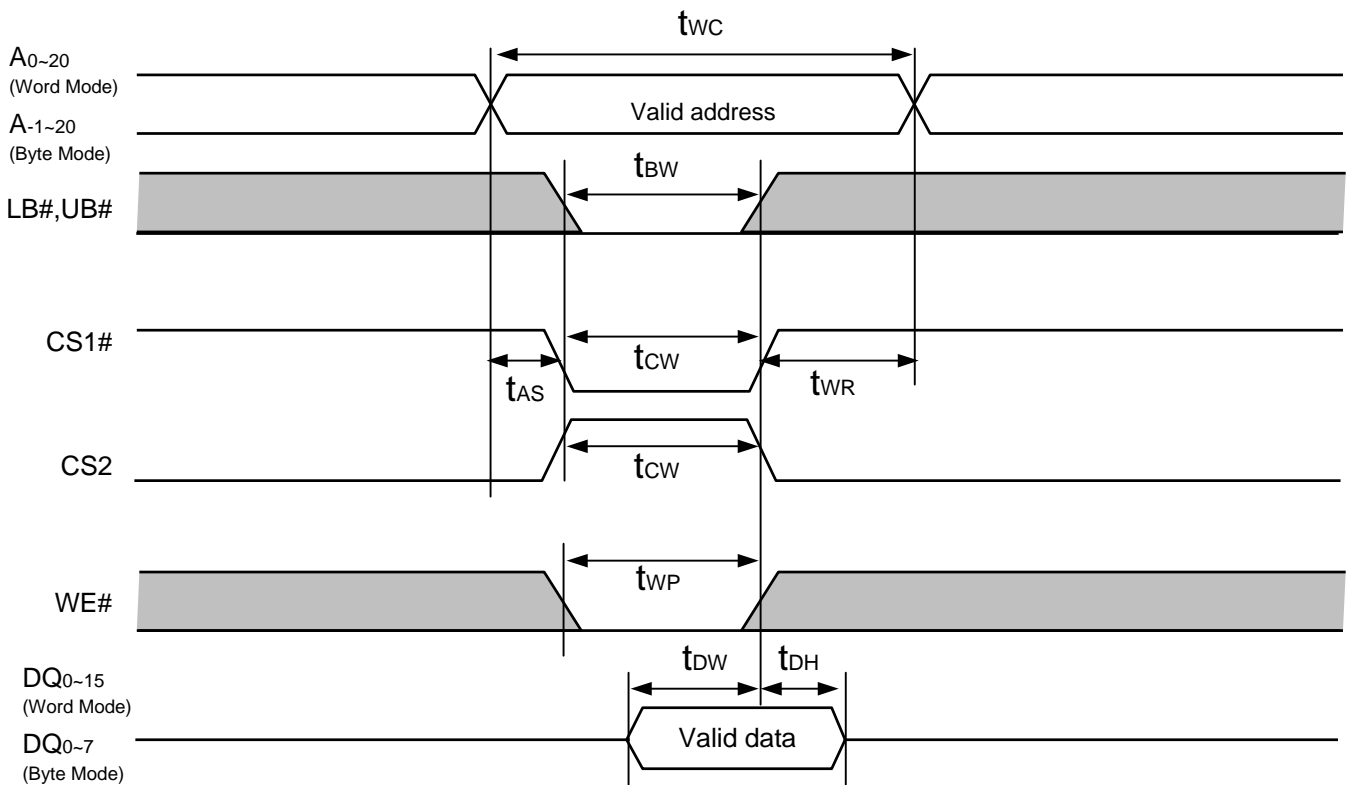 tWC
A0~20
(Word Mode)
Valid address
A-1~20
(Byte Mode)
tBW
LB#,UB#
CS1#
tCW
tAS
tWR
CS2
tCW
WE#
tWP
tDW
tDH
DQ0~15
(Word Mode)
Valid data
DQ0~7
(Byte Mode)